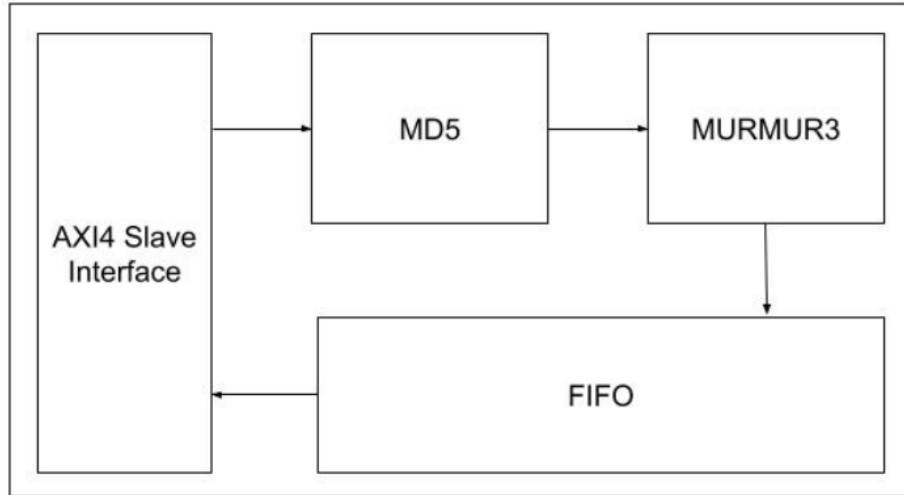 AXI4 Slave
Interface
MD5
MURMUR3
FIFO